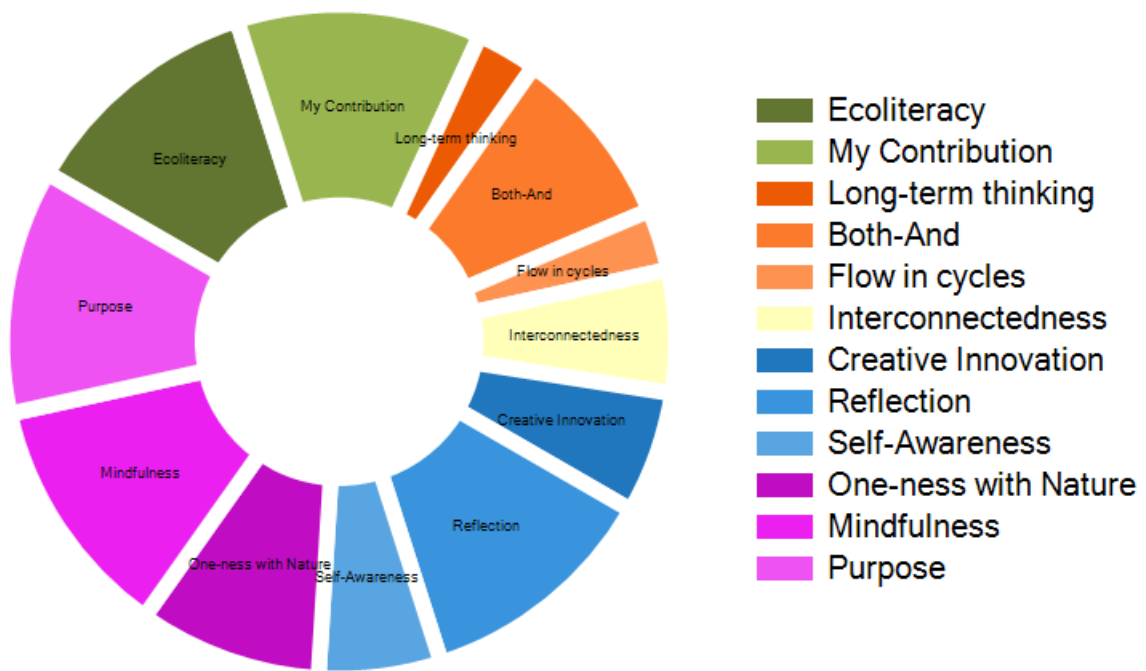 My Contribution
Long-term thinking
Ecoliteracy
Both-And
Flow in cycles
Purpose
Interconnectedness
Creative Innovation
Mindfulness
Reflection
One-ness with Nature
Self-Awareness
Ecoliteracy
My Contribution
Long-term thinking
Both-And
Flow in cycles
Interconnectedness
Creative Innovation
Reflection
Self-Awareness
One-ness with Nature
Mindfulness
Purpose